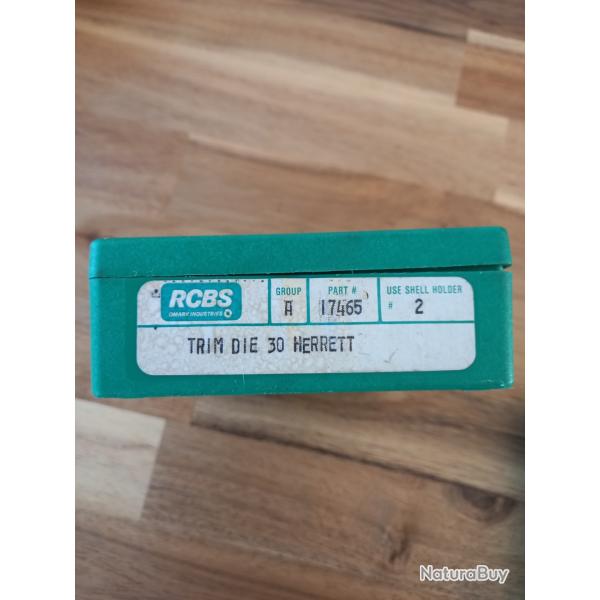 RCBS GROUP PART # USE SHELL HOLDER
OMARK INDUSTRIES A 17465 # 2
TRIM DIE 30 HERRETT
NaturaBuy